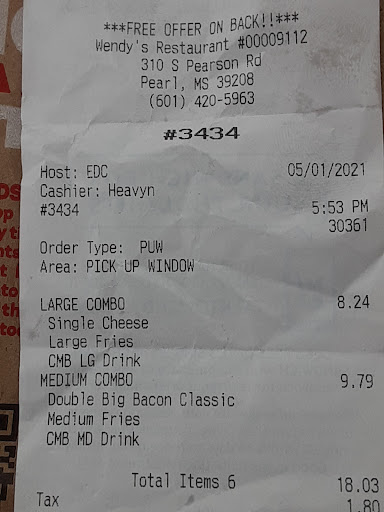 ***FREE OFFER ON BACK!!***
Wendy's Restaurant #00009112
310 S Pearson Rd
Pearl, MS 39208
(601) 420-5963
#3434
Host: EDC 05/01/2021
Cashier: Heavyn
#3434 5:53 PM
30361
Order Type: PUW
Area: PICK UP WINDOW
LARGE COMBO 8.24
Single Cheese
Large Fries
CMB LG Drink
MEDIUM COMBO 9.79
Double Big Bacon Classic
Medium Fries
CMB MD Drink
Total Items 6 18.03
Tax 1.80